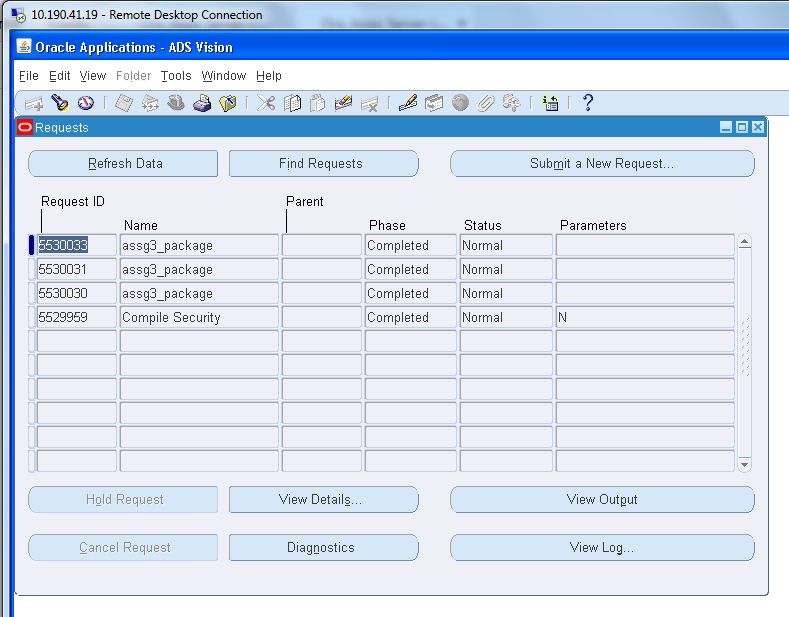 10.190.41.19 - Remote Desktop Connection
Oracle Applications - ADS Vision
File Edit View Folder Tools Window Help
Requests
Refresh Data Find Requests Submit a New Request...
Request ID Parent
Name Phase Status Parameters
5530033 assg3_package Completed Normal
5530031 assg3_package Completed Normal
5530030 assg3_package Completed Normal
5529959 Compile Security Completed Normal N
Hold Request View Details... View Output
Cancel Request Diagnostics View Log...